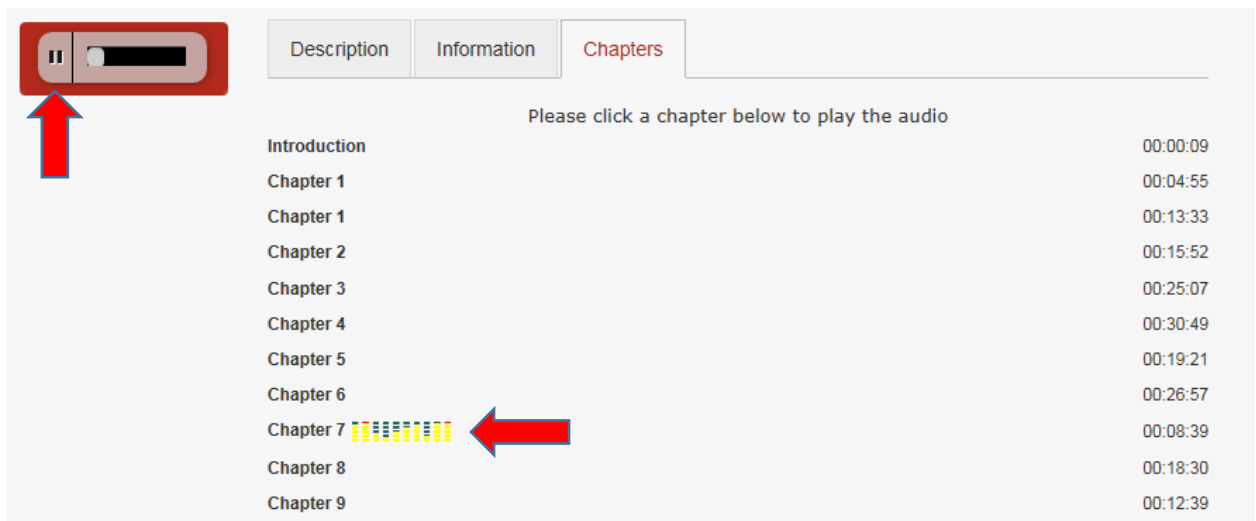 Description Information Chapters
Please click a chapter below to play the audio
Introduction 00:00:09
Chapter 1 00:04:55
Chapter 1 00:13:33
Chapter 2 00:15:52
Chapter 3 00:25:07
Chapter 4 00:30:49
Chapter 5 00:19:21
Chapter 6 00:26:57
Chapter 7 00:08:39
Chapter 8 00:18:30
Chapter 9 00:12:39